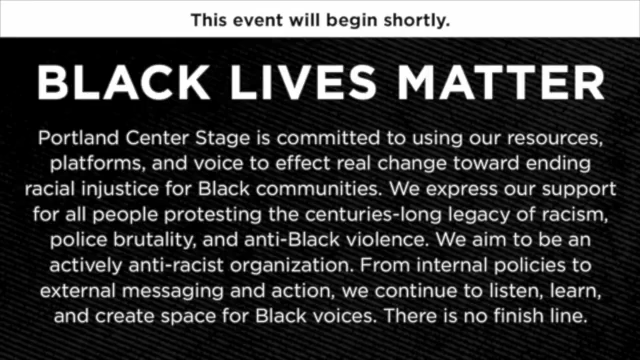 This event will begin shortly.
BLACK LIVES MATTER
Portland Center Stage is committed to using our resources,
platforms, and voice to effect real change toward ending
racial injustice for Black communities. We express our support
for all people protesting the centuries-long legacy of racism,
police brutality, and anti-Black violence. We aim to be an
actively anti-racist organization. From internal policies to
external messaging and action, we continue to listen, learn,
and create space for Black voices. There is no finish line.